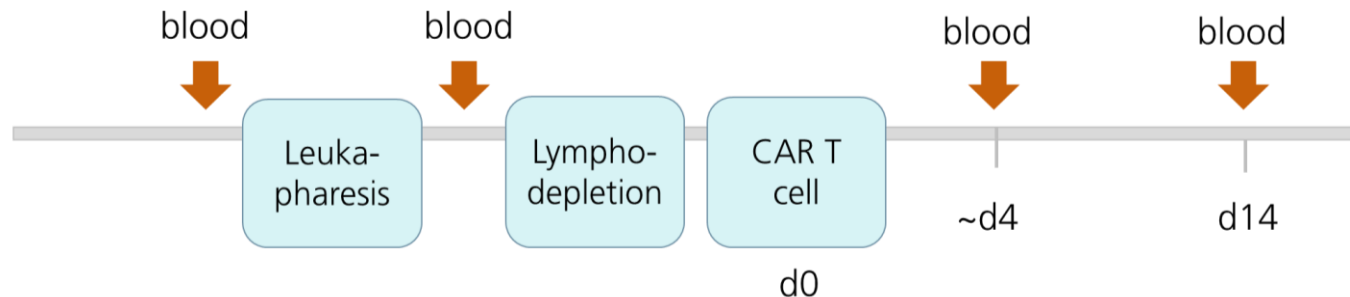 blood
blood
blood
blood
Leuka-
pharesis
Lympho-
depletion
CAR T
cell
~d4
d14
d0